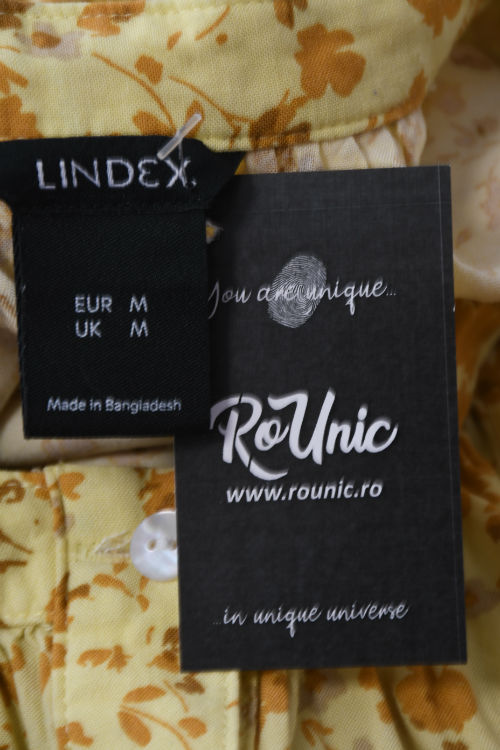 LINDEX
EUR M
UK M
Made in Bangladesh
You are unique...
RoUnic
www.rounic.ro
...in unique universe